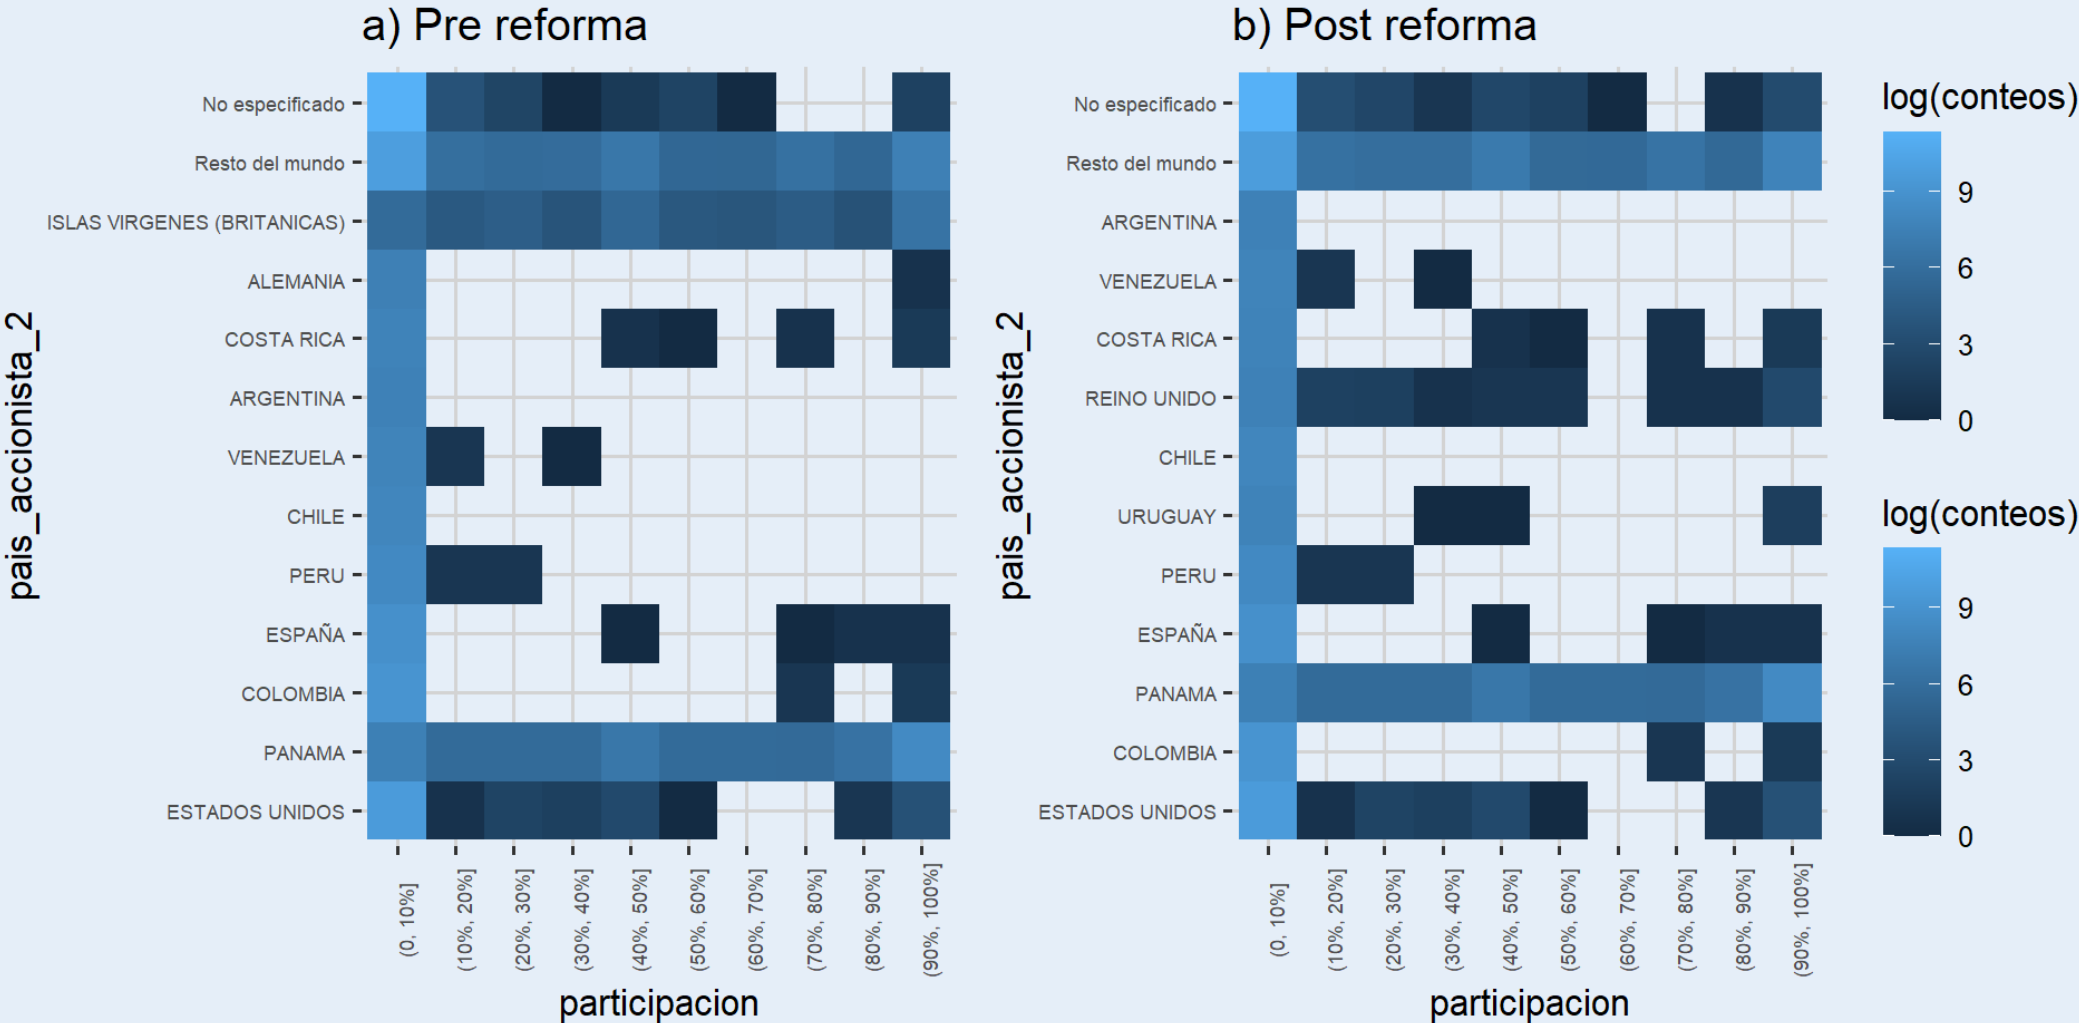 a) Pre reforma
pais_accionista_2
No especificado
Resto del mundo
ISLAS VIRGENES (BRITANICAS)
ALEMANIA
COSTA RICA
ARGENTINA
VENEZUELA
CHILE
PERU
ESPAÑA
COLOMBIA
PANAMA
ESTADOS UNIDOS
(0, 10%]
(10%, 20%]
(20%, 30%]
(30%, 40%]
(40%, 50%]
(50%, 60%]
(60%, 70%]
(70%, 80%]
(80%, 90%]
(90%, 100%]
participacion
b) Post reforma
pais_accionista_2
No especificado
Resto del mundo
ARGENTINA
VENEZUELA
COSTA RICA
REINO UNIDO
CHILE
URUGUAY
PERU
ESPAÑA
PANAMA
COLOMBIA
ESTADOS UNIDOS
(0, 10%]
(10%, 20%]
(20%, 30%]
(30%, 40%]
(40%, 50%]
(50%, 60%]
(60%, 70%]
(70%, 80%]
(80%, 90%]
(90%, 100%]
participacion
log(conteos)
9
6
3
0
log(conteos)
9
6
3
0